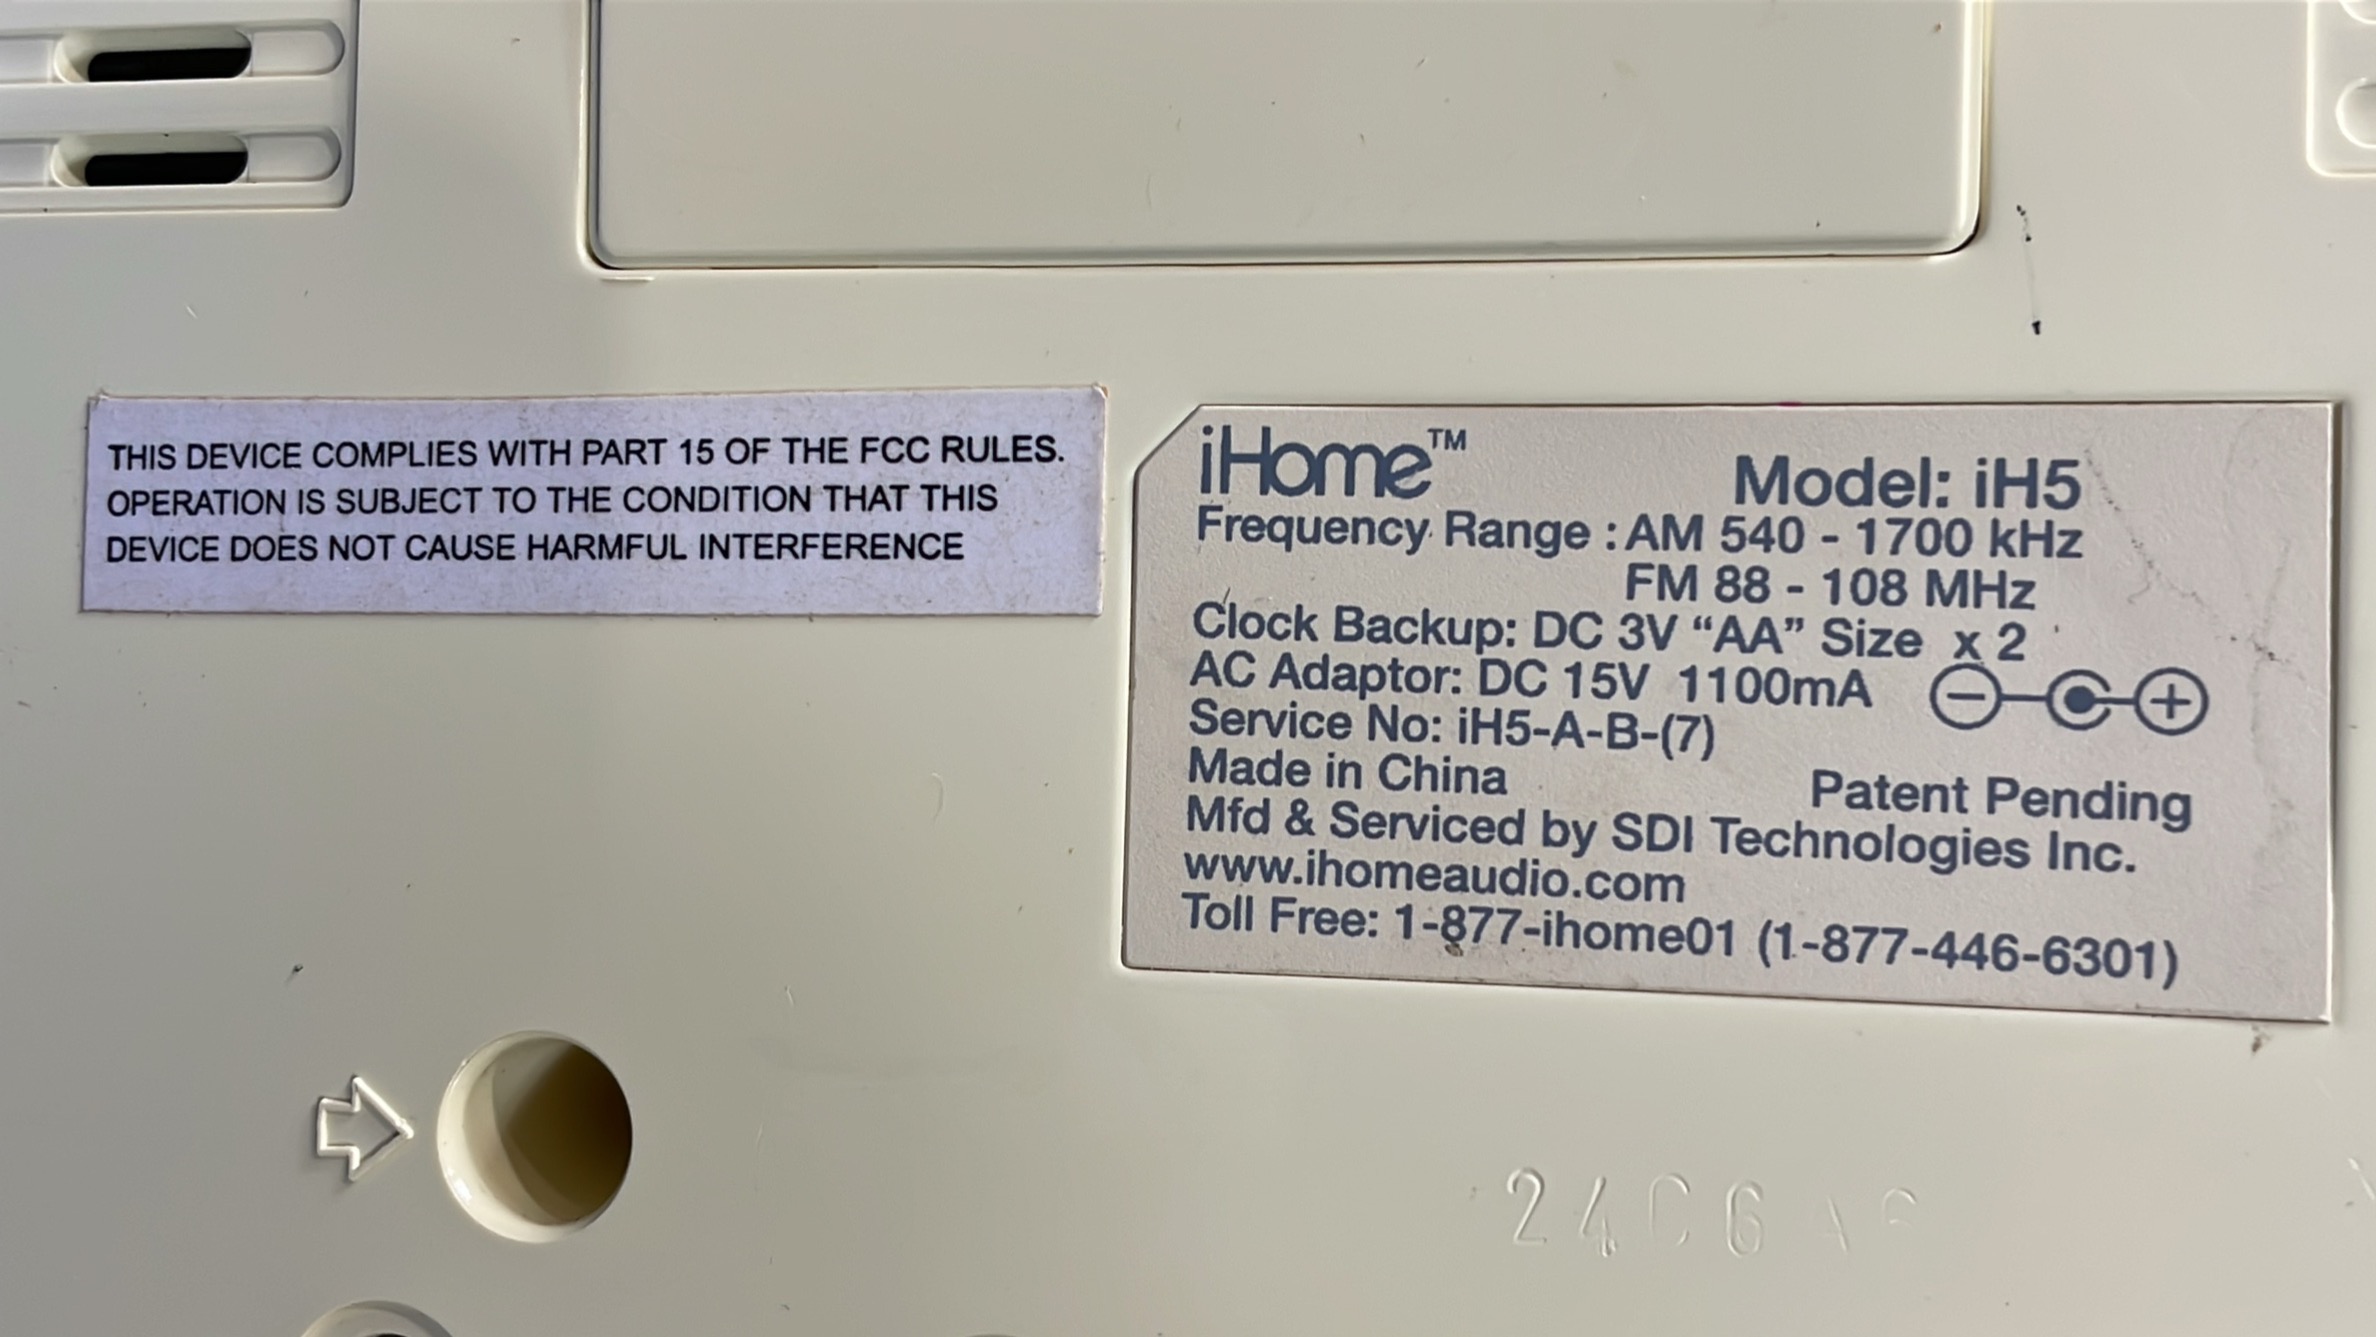 THIS DEVICE COMPLIES WITH PART 15 OF THE FCC RULES.
OPERATION IS SUBJECT TO THE CONDITION THAT THIS
DEVICE DOES NOT CAUSE HARMFUL INTERFERENCE
iHome™
Model: iH5
Frequency Range : AM 540 - 1700 kHz
FM 88 - 108 MHz
Clock Backup: DC 3V “AA” Size x 2
AC Adaptor: DC 15V 1100mA
Service No: iH5-A-B-(7)
Made in China
Patent Pending
Mfd & Serviced by SDI Technologies Inc.
www.ihomeaudio.com
Toll Free: 1-877-ihome01 (1-877-446-6301)